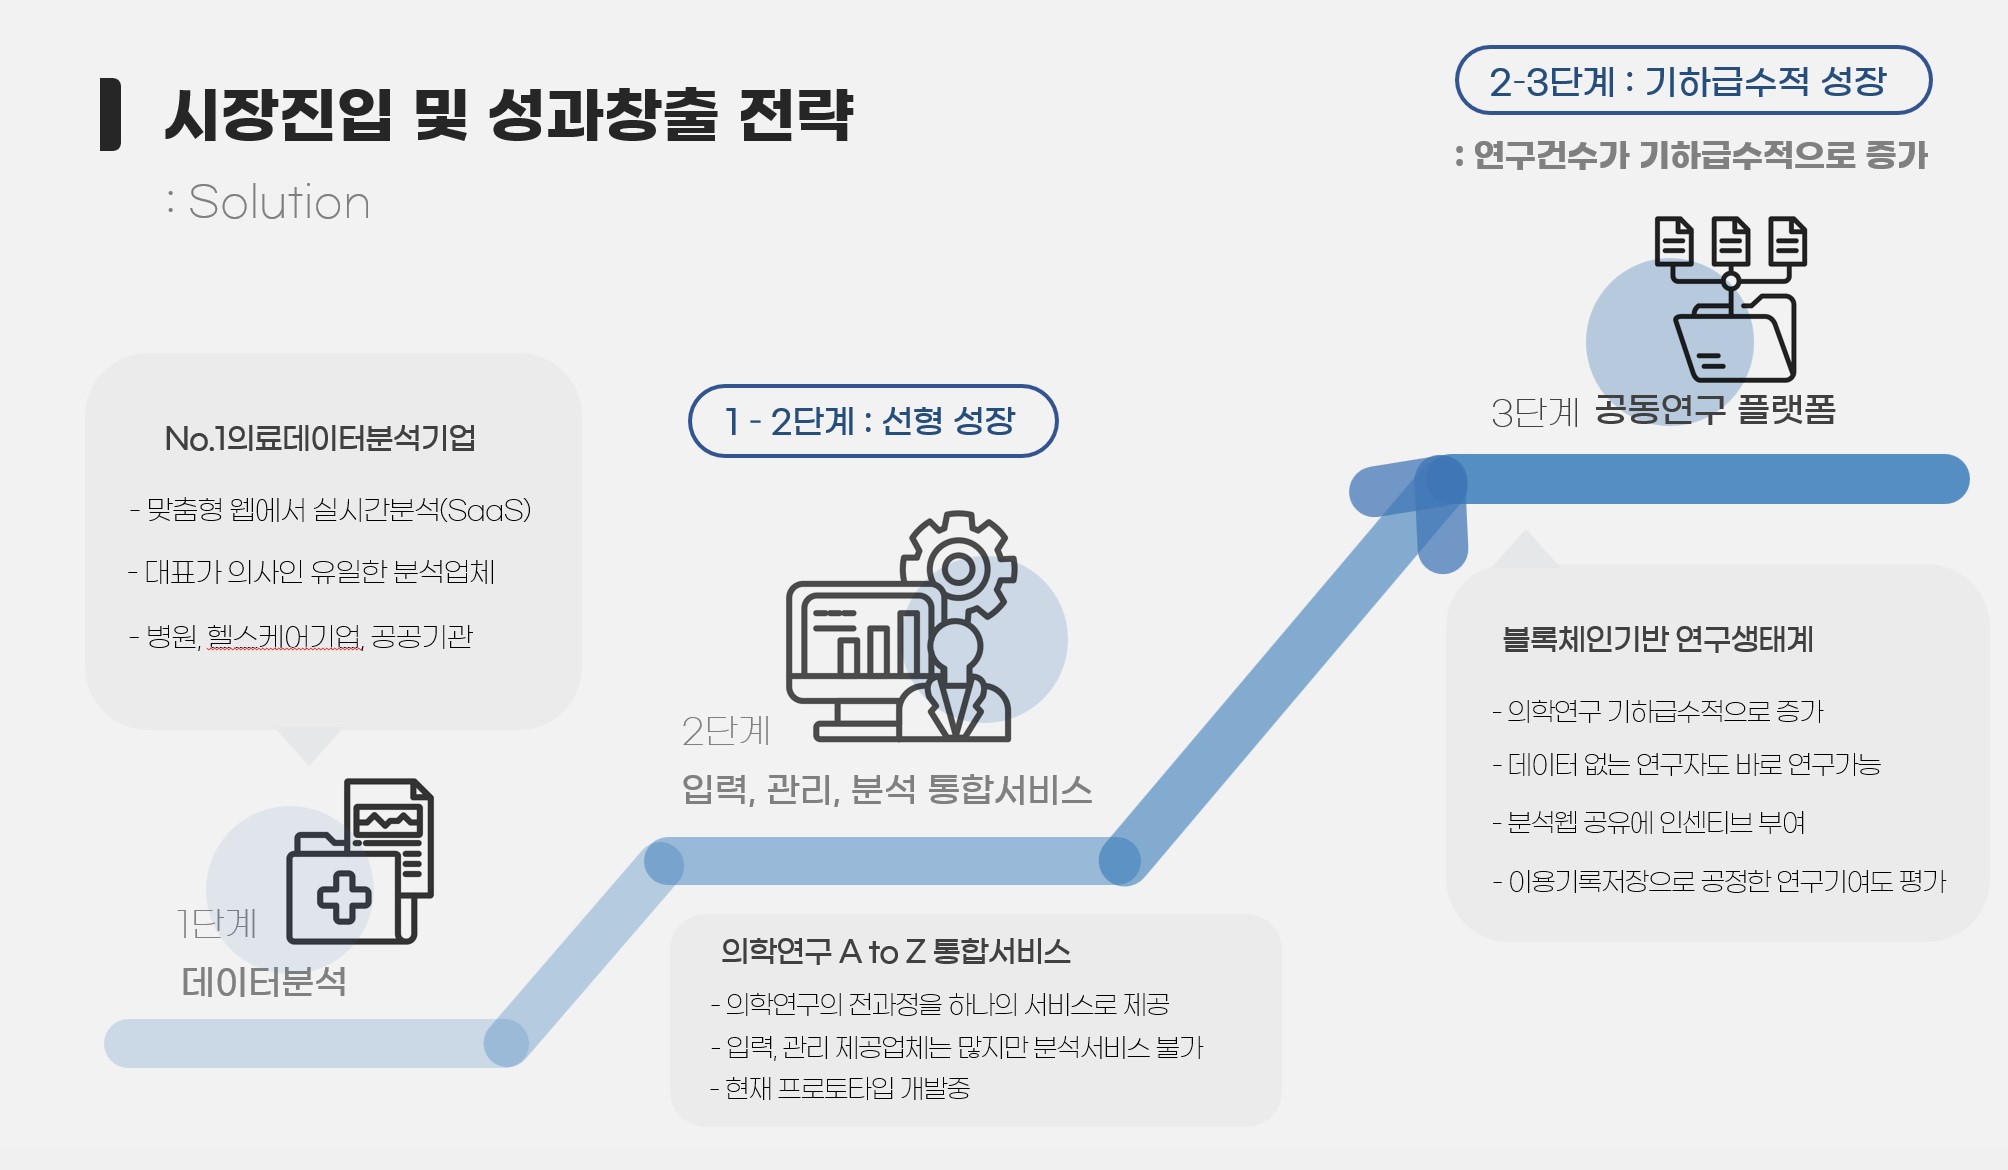 시장진입 및 성과창출 전략
: Solution
2-3단계 : 기하급수적 성장
: 연구건수가 기하급수적으로 증가
3단계 공동연구 플랫폼
No.1의료데이터분석기업
- 맞춤형 웹에서 실시간분석(SaaS)
- 대표가 의사인 유일한 분석업체
- 병원, 헬스케어기업, 공공기관
1 - 2단계 : 선형 성장
2단계
입력, 관리, 분석 통합서비스
1단계
데이터분석
의학연구 A to Z 통합서비스
- 의학연구의 전과정을 하나의 서비스로 제공
- 입력, 관리 제공업체는 많지만 분석서비스 불가
- 현재 프로토타입 개발중
블록체인기반 연구생태계
- 의학연구 기하급수적으로 증가
- 데이터 없는 연구자도 바로 연구가능
- 분석웹 공유에 인센티브 부여
- 이용기록저장으로 공정한 연구기여도 평가